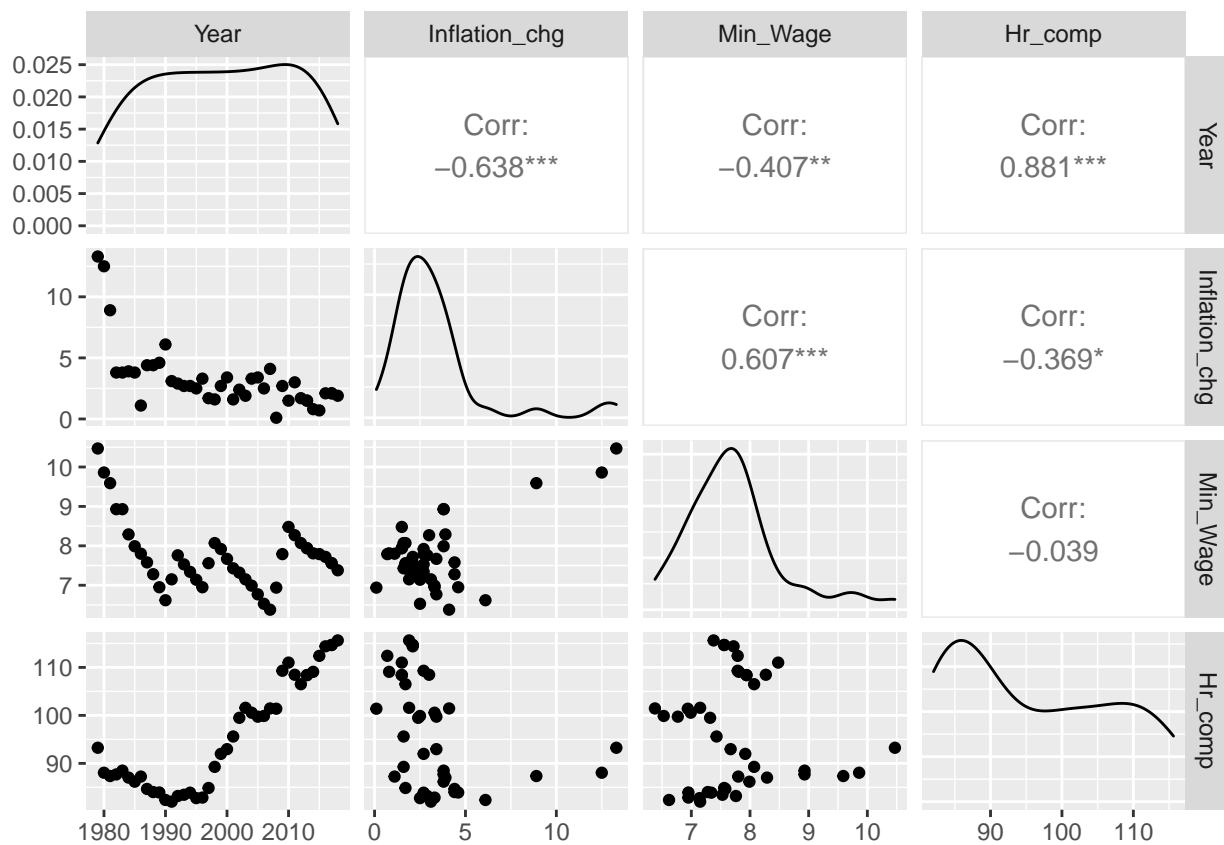 Year Inflation_chg Min_Wage Hr_comp
0.025
0.020
0.015
0.010
0.005
0.000
Corr:
−0.638***
Corr:
−0.407**
Corr:
0.881***
Year
10
5
0
Corr:
0.607***
Corr:
−0.369*
Inflation_chg
10
9
8
7
Corr:
−0.039
Min_Wage
110
100
90
Hr_comp
1980 1990 2000 2010 0 5 10 7 8 9 10 90 100 110